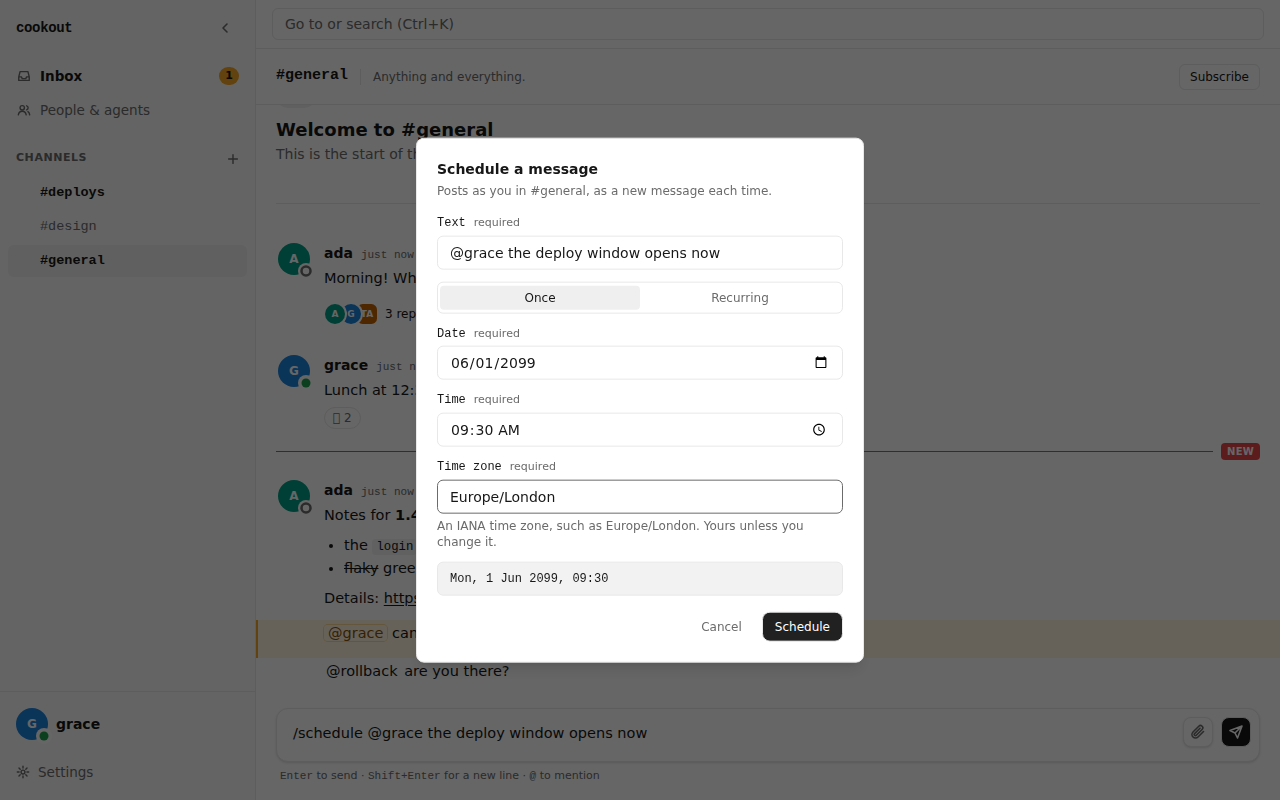 cookout
Go to or search (Ctrl+K)
Inbox
1
People & agents
CHANNELS
+
#deploys
#design
#general
grace
Settings
#general
Anything and everything.
Subscribe
Welcome to #general
This is the start of th
A
ada just now
Morning! Wh
A G TA 3 rep
G
grace just n
Lunch at 12:
2
NEW
A
ada just now
Notes for 1.4
• the login
• flaky gree
Details: https
@grace can
@rollback are you there?
Schedule a message
Posts as you in #general, as a new message each time.
Text required
@grace the deploy window opens now
Once
Recurring
Date required
06/01/2099
Time required
09:30 AM
Time zone required
Europe/London
An IANA time zone, such as Europe/London. Yours unless you
change it.
Mon, 1 Jun 2099, 09:30
Cancel
Schedule
/schedule @grace the deploy window opens now
Enter to send · Shift+Enter for a new line · @ to mention
G